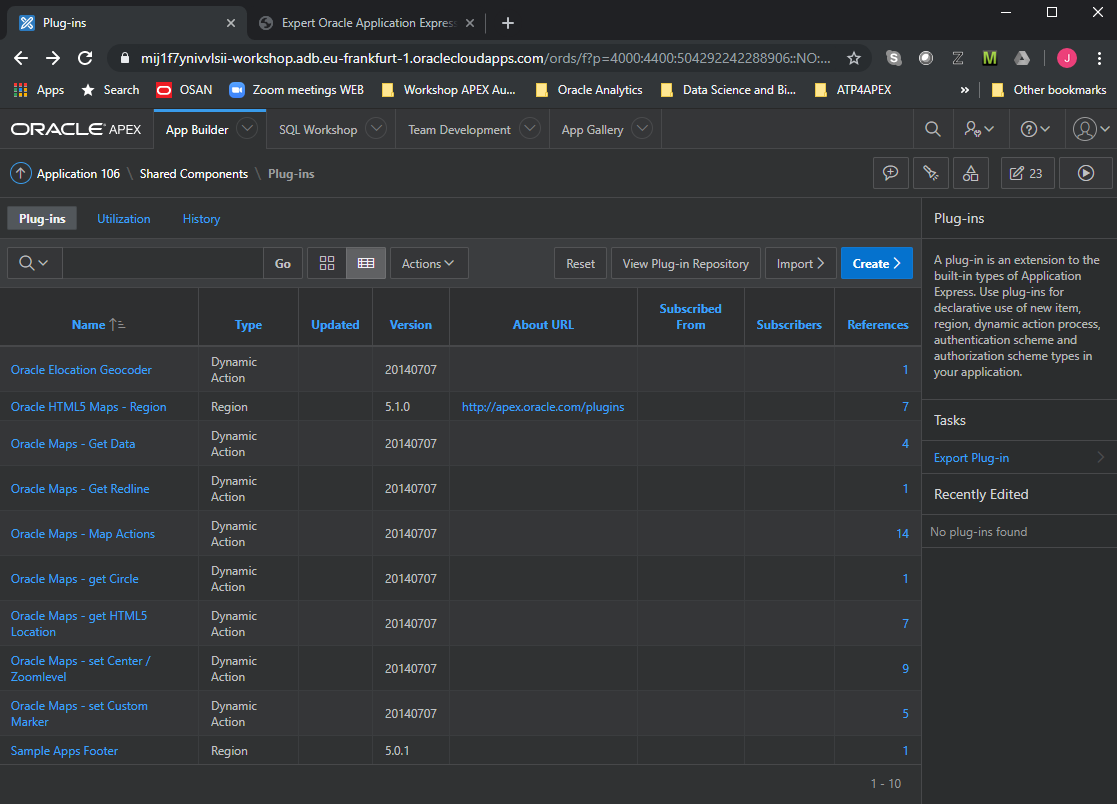 Plug-ins
Expert Oracle Application Express
mij1f7ynivvlsii-workshop.adb.eu-frankfurt-1.oraclecloudapps.com/ords/f?p=4000:4400:504292242288906::NO:...
Apps
Search
OSAN
Zoom meetings WEB
Workshop APEX Au...
Oracle Analytics
Data Science and Bi...
ATP4APEX
»
Other bookmarks
ORACLE APEX
App Builder
SQL Workshop
Team Development
App Gallery
Application 106 \ Shared Components \ Plug-ins
23
Plug-ins
Utilization
History
Go
Actions
Reset
View Plug-in Repository
Import
Create
Name
Type
Updated
Version
About URL
Subscribed
From
Subscribers
References
Oracle Elocation Geocoder
Dynamic
Action
20140707
1
Oracle HTML5 Maps - Region
Region
5.1.0
http://apex.oracle.com/plugins
7
Oracle Maps - Get Data
Dynamic
Action
20140707
4
Oracle Maps - Get Redline
Dynamic
Action
20140707
1
Oracle Maps - Map Actions
Dynamic
Action
20140707
14
Oracle Maps - get Circle
Dynamic
Action
20140707
1
Oracle Maps - get HTML5
Location
Dynamic
Action
20140707
7
Oracle Maps - set Center /
Zoomlevel
Dynamic
Action
20140707
9
Oracle Maps - set Custom
Marker
Dynamic
Action
20140707
5
Sample Apps Footer
Region
5.0.1
1
1 - 10
Plug-ins
A plug-in is an extension to the
built-in types of Application
Express. Use plug-ins for
declarative use of new item,
region, dynamic action process,
authentication scheme and
authorization scheme types in
your application.
Tasks
Export Plug-in
Recently Edited
No plug-ins found